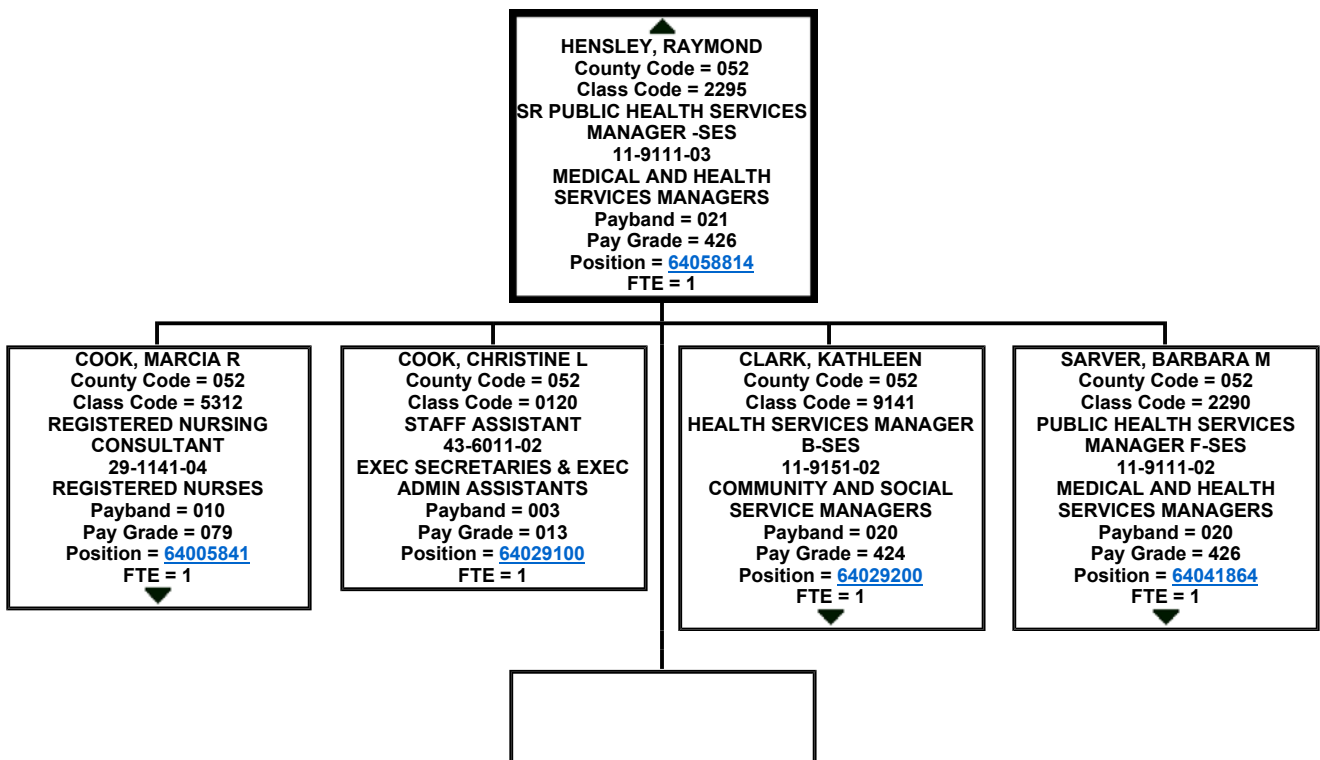 HENSLEY, RAYMOND
County Code = 052
Class Code = 2295
SR PUBLIC HEALTH SERVICES
MANAGER -SES
11-9111-03
MEDICAL AND HEALTH
SERVICES MANAGERS
Payband = 021
Pay Grade = 426
Position = 64058814
FTE = 1
COOK, MARCIA R
County Code = 052
Class Code = 5312
REGISTERED NURSING
CONSULTANT
29-1141-04
REGISTERED NURSES
Payband = 010
Pay Grade = 079
Position = 64005841
FTE = 1
COOK, CHRISTINE L
County Code = 052
Class Code = 0120
STAFF ASSISTANT
43-6011-02
EXEC SECRETARIES & EXEC
ADMIN ASSISTANTS
Payband = 003
Pay Grade = 013
Position = 64029100
FTE = 1
CLARK, KATHLEEN
County Code = 052
Class Code = 9141
HEALTH SERVICES MANAGER
B-SES
11-9151-02
COMMUNITY AND SOCIAL
SERVICE MANAGERS
Payband = 020
Pay Grade = 424
Position = 64029200
FTE = 1
SARVER, BARBARA M
County Code = 052
Class Code = 2290
PUBLIC HEALTH SERVICES
MANAGER F-SES
11-9111-02
MEDICAL AND HEALTH
SERVICES MANAGERS
Payband = 020
Pay Grade = 426
Position = 64041864
FTE = 1